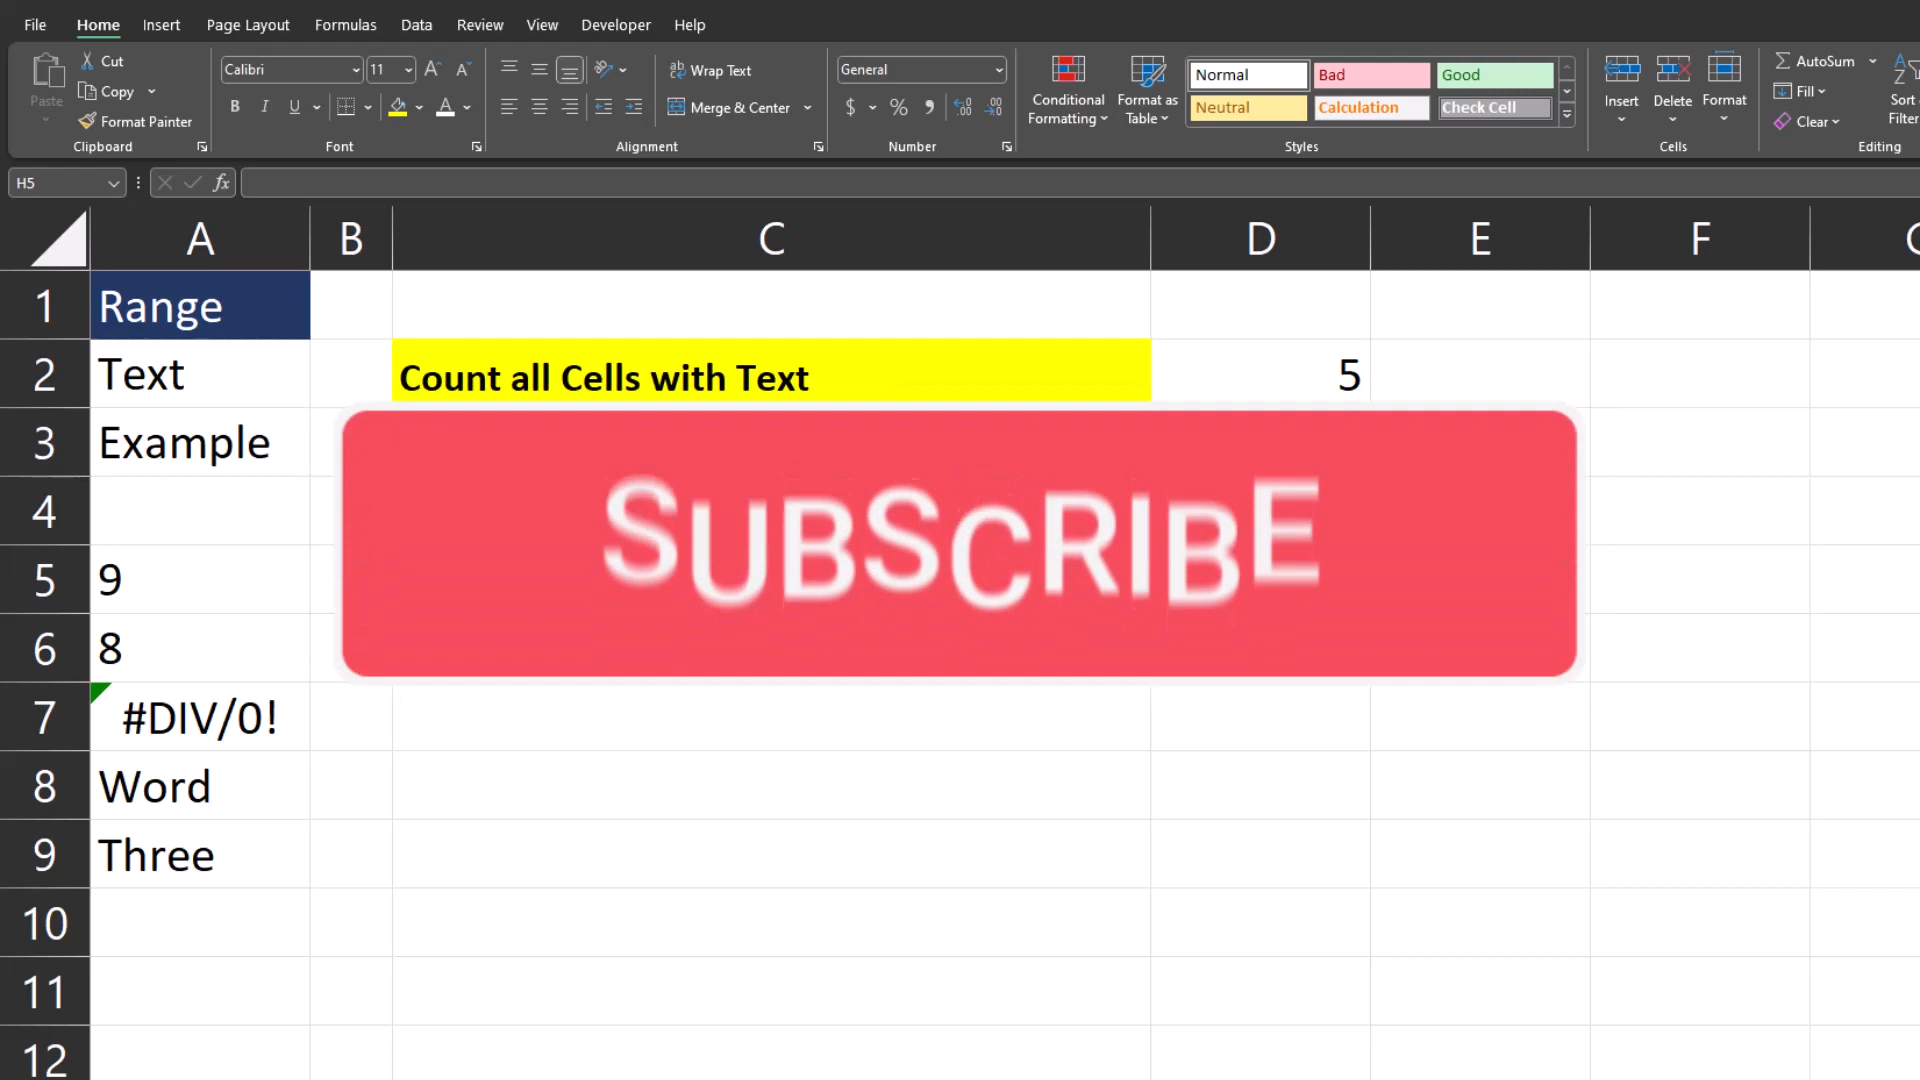 File Home Insert Page Layout Formulas Data Review View Developer Help
Paste Cut Copy Format Painter Clipboard
Calibri 11 A A B I U A Font
Wrap Text Merge & Center Alignment
General $ % Number
Conditional Formatting Format as Table Normal Bad Good Neutral Calculation Check Cell Styles
Insert Delete Format Cells
AutoSum Fill Clear Sort Filter Editing
H5 fx
A B C D E F
1 Range
2 Text Count all Cells with Text 5
3 Example
4
SUBSCRIBE
5 9
6 8
7 #DIV/0!
8 Word
9 Three
10
11
12